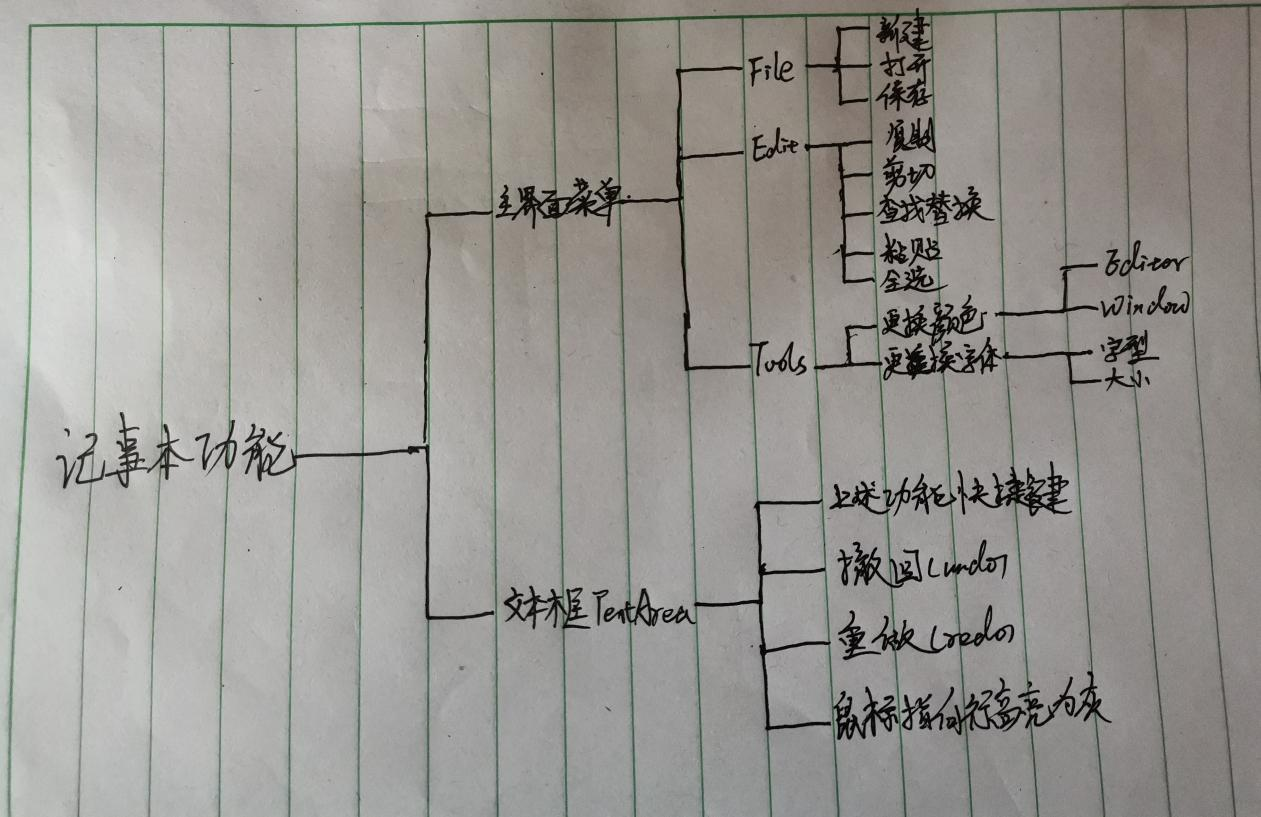 新建
File
打开
保存
Edit
复制
剪切
主界面菜单
查找替换
粘贴
全选
Editor
更换颜色
Window
Tools
更换字体
字型
大小
记事本功能
上述功能快捷键
撤回(undo)
文本框TextArea
重做(redo)
鼠标指向行高亮为灰